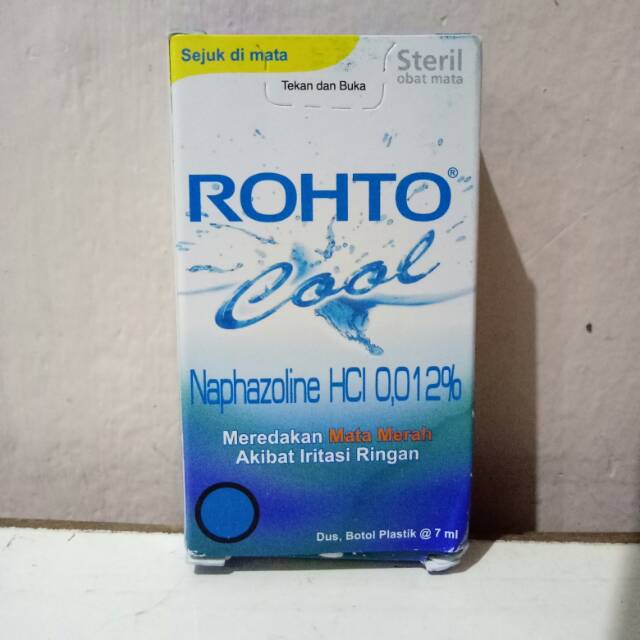 Sejuk di mata
Steril
obat mata
Tekan dan Buka
ROHTO®
Cool
Naphazoline HCl 0,012%
Meredakan Mata Merah
Akibat Iritasi Ringan
Dus, Botol Plastik @ 7 ml